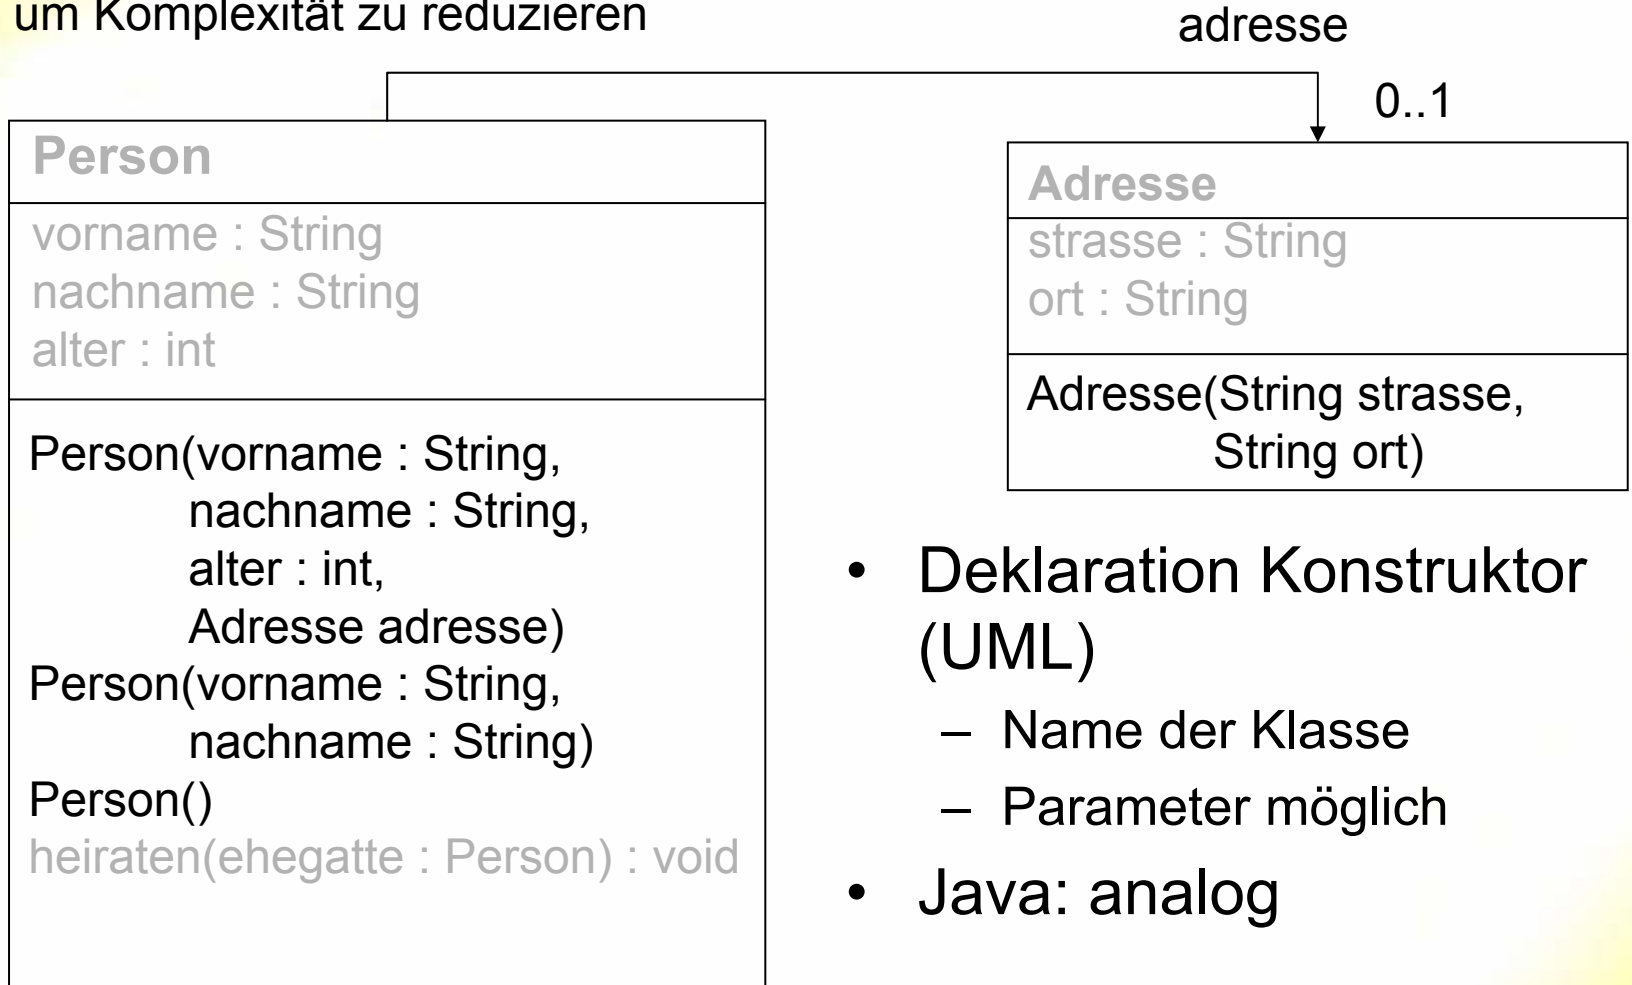 um Komplexität zu reduzieren
adresse
0..1
Person
vorname : String
nachname : String
alter : int
Person(vorname : String,
nachname : String,
alter : int,
Adresse adresse)
Person(vorname : String,
nachname : String)
Person()
heiraten(ehegatte : Person) : void
Adresse
strasse : String
ort : String
Adresse(String strasse,
String ort)
• Deklaration Konstruktor
(UML)
– Name der Klasse
– Parameter möglich
• Java: analog